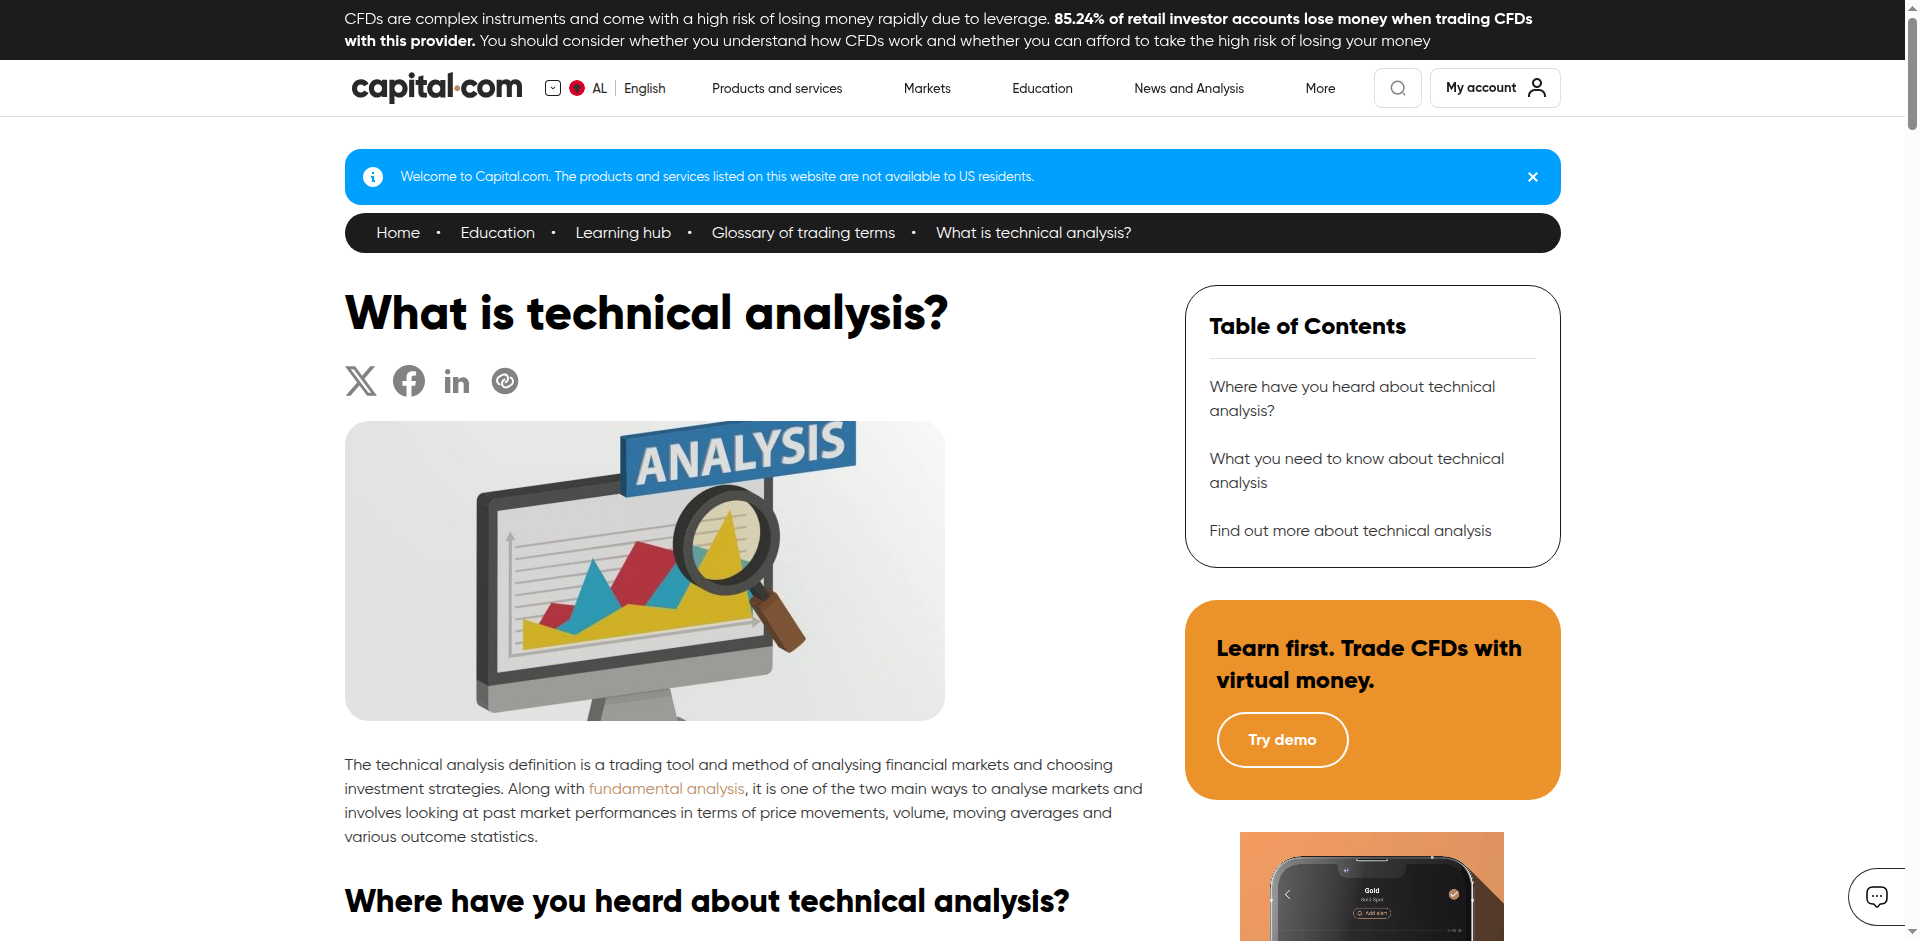 CFDs are complex instruments and come with a high risk of losing money rapidly due to leverage. 85.24% of retail investor accounts lose money when trading CFDs
with this provider. You should consider whether you understand how CFDs work and whether you can afford to take the high risk of losing your money
capital.com
AL English
Products and services
Markets
Education
News and Analysis
More
My account
Welcome to Capital.com. The products and services listed on this website are not available to US residents.
Home • Education • Learning hub • Glossary of trading terms • What is technical analysis?
What is technical analysis?
ANALYSIS
The technical analysis definition is a trading tool and method of analysing financial markets and choosing
investment strategies. Along with fundamental analysis, it is one of the two main ways to analyse markets and
involves looking at past market performances in terms of price movements, volume, moving averages and
various outcome statistics.
Where have you heard about technical analysis?
Table of Contents
Where have you heard about technical
analysis?
What you need to know about technical
analysis
Find out more about technical analysis
Learn first. Trade CFDs with
virtual money.
Try demo
Gold
Gold Spot
Add alert